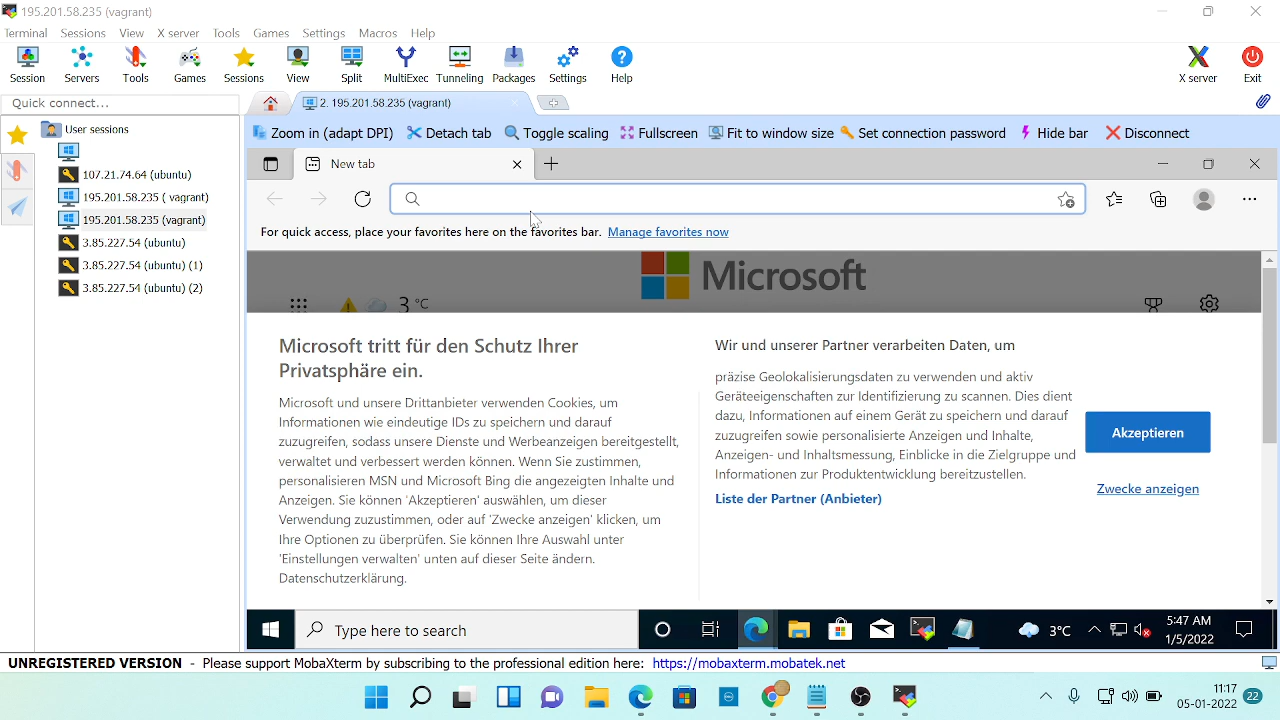 195.201.58.235 (vagrant)
Terminal Sessions View X server Tools Games Settings Macros Help
Session Servers Tools Games Sessions View Split MultiExec Tunneling Packages Settings Help X server Exit
Quick connect...
2. 195.201.58.235 (vagrant)
User sessions
107.21.74.64 (ubuntu)
195.201.58.235 ( vagrant)
195.201.58.235 (vagrant)
3.85.227.54 (ubuntu)
3.85.227.54 (ubuntu) (1)
3.85.227.54 (ubuntu) (2)
Zoom in (adapt DPI) Detach tab Toggle scaling Fullscreen Fit to window size Set connection password Hide bar Disconnect
New tab
For quick access, place your favorites here on the favorites bar. Manage favorites now
Microsoft
3 °C
Microsoft tritt für den Schutz Ihrer
Privatsphäre ein.
Microsoft und unsere Drittanbieter verwenden Cookies, um
Informationen wie eindeutige IDs zu speichern und darauf
zuzugreifen, sodass unsere Dienste und Werbeanzeigen bereitgestellt,
verwaltet und verbessert werden können. Wenn Sie zustimmen,
personalisieren MSN und Microsoft Bing die angezeigten Inhalte und
Anzeigen. Sie können 'Akzeptieren' auswählen, um dieser
Verwendung zuzustimmen, oder auf 'Zwecke anzeigen' klicken, um
Ihre Optionen zu überprüfen. Sie können Ihre Auswahl unter
'Einstellungen verwalten' unten auf dieser Seite ändern.
Datenschutzerklärung.
Wir und unserer Partner verarbeiten Daten, um
präzise Geolokalisierungsdaten zu verwenden und aktiv
Geräteeigenschaften zur Identifizierung zu scannen. Dies dient
dazu, Informationen auf einem Gerät zu speichern und darauf
zuzugreifen sowie personalisierte Anzeigen und Inhalte,
Anzeigen- und Inhaltsmessung, Einblicke in die Zielgruppe und
Informationen zur Produktentwicklung bereitzustellen.
Liste der Partner (Anbieter)
Akzeptieren
Zwecke anzeigen
Type here to search
3°C
5:47 AM
1/5/2022
UNREGISTERED VERSION - Please support MobaXterm by subscribing to the professional edition here: https://mobaxterm.mobatek.net
11:17
05-01-2022
22